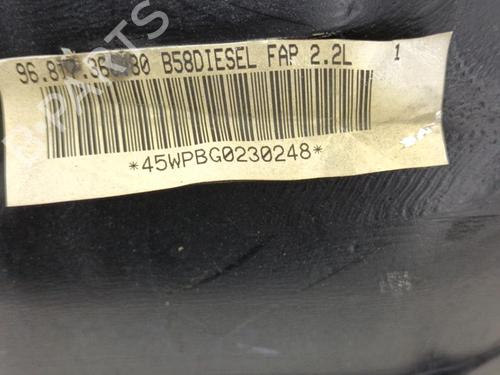 B58DIESEL FAP 2.2L 1
*45WPBG0230248*
B-PARTS